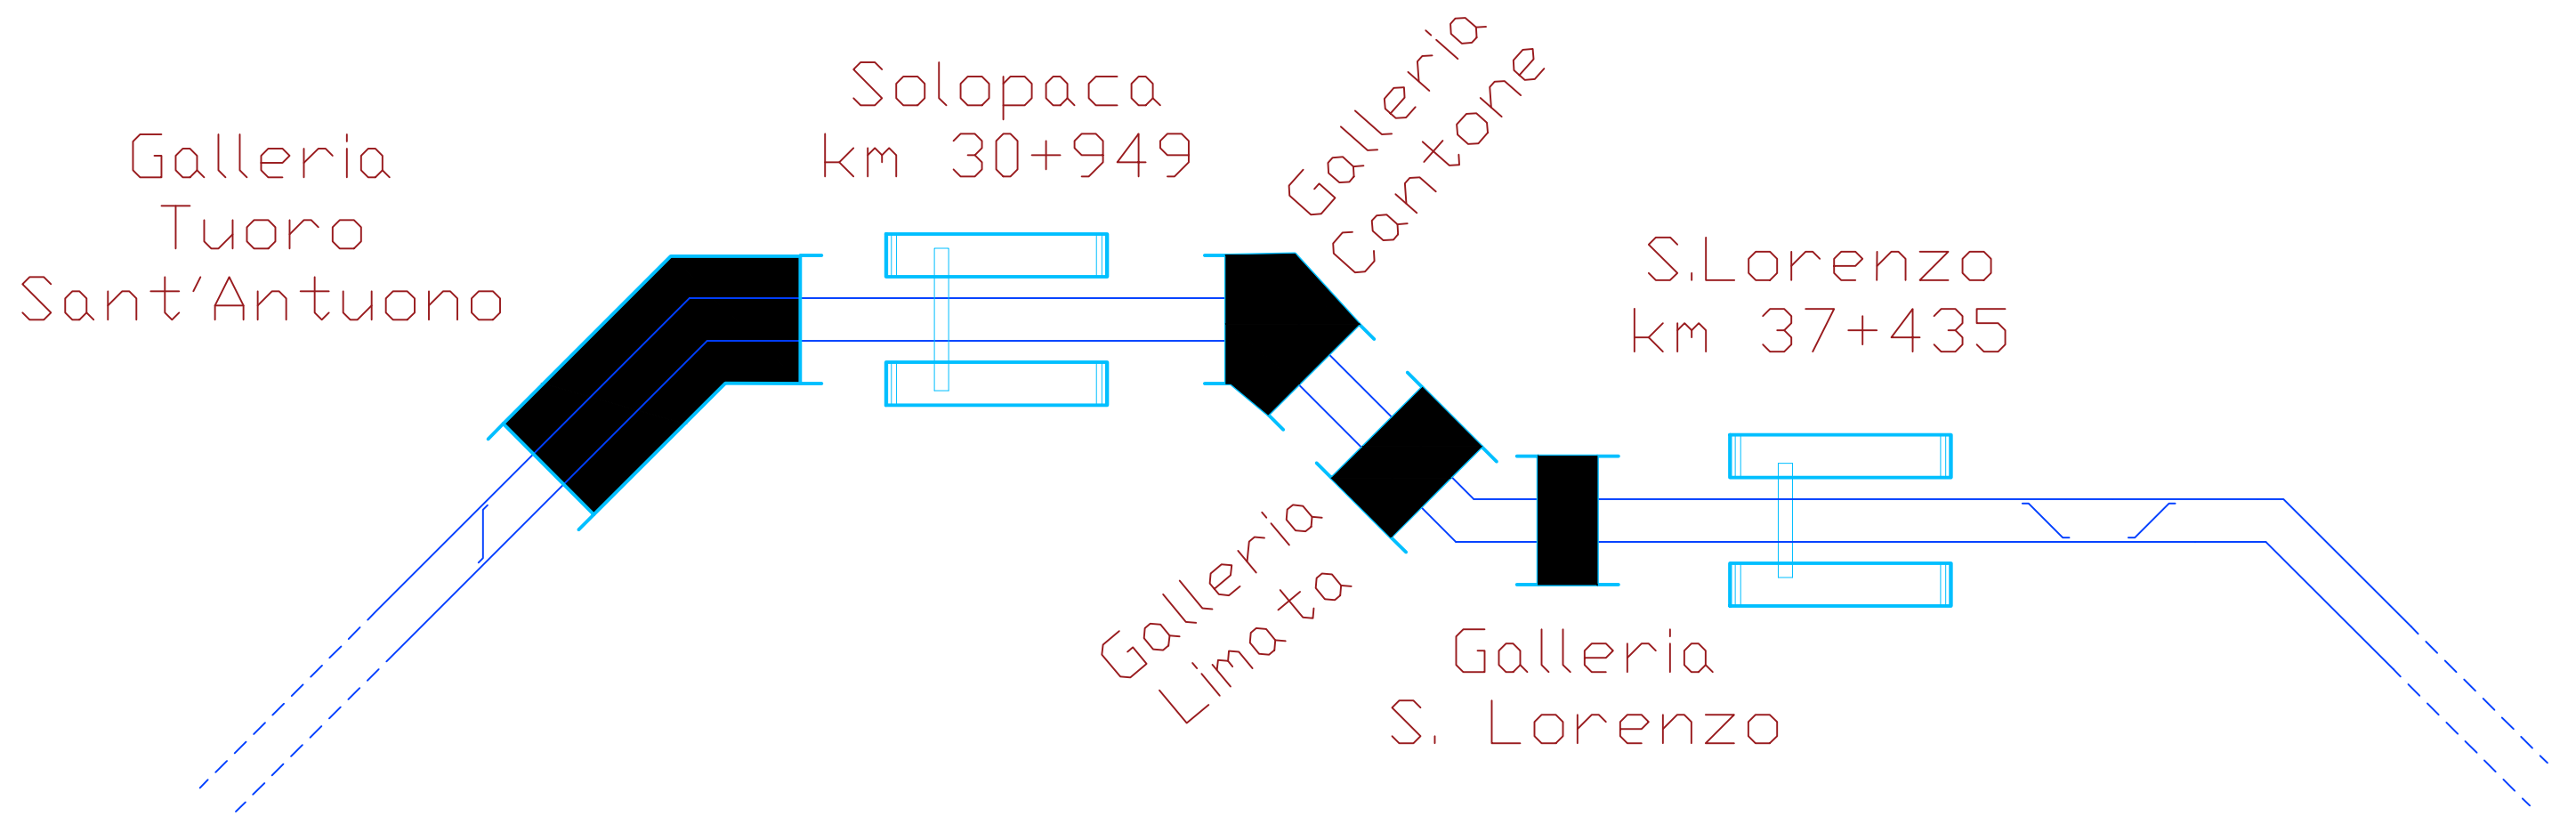 Galleria
Tuoro
Sant'Antuono
Solopaca
km 30+949
Galleria
Cantone
S.Lorenzo
km 37+435
Galleria
Limata
Galleria
S. Lorenzo